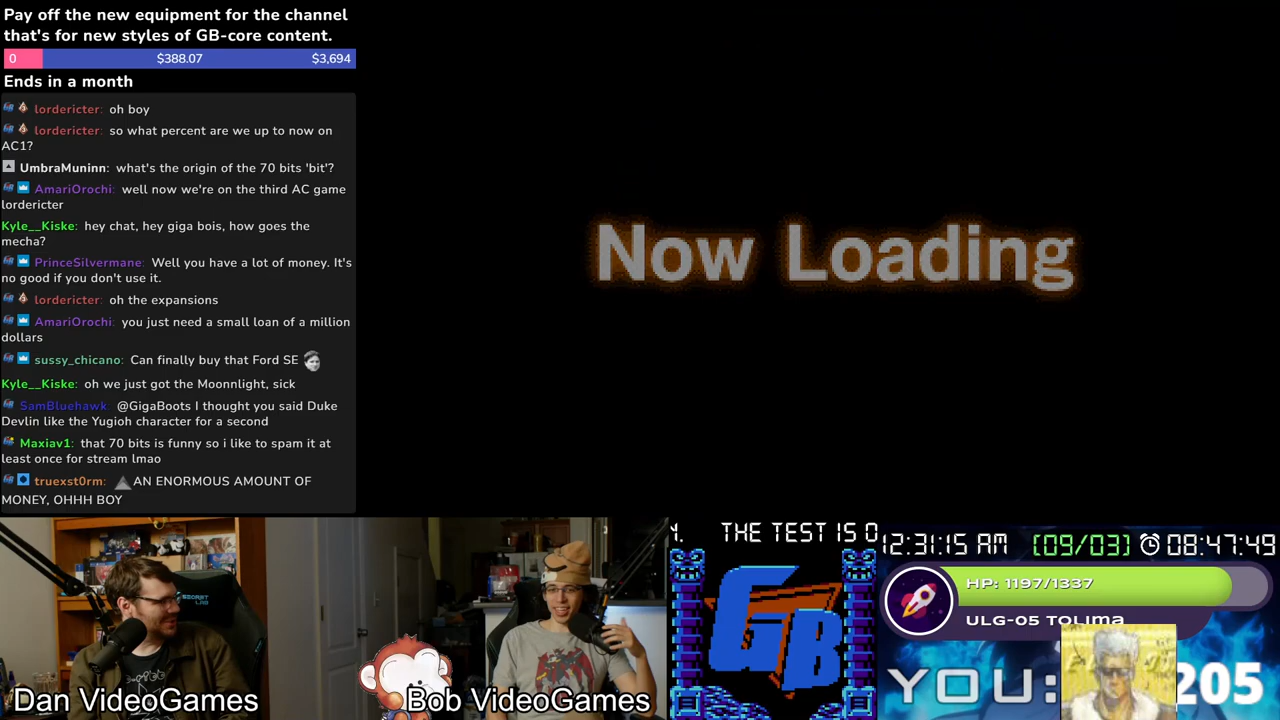 Pay off the new equipment for the channel
that's for new styles of GB-core content.
0 $388.07 $3,694
Ends in a month
lordericter: oh boy
lordericter: so what percent are we up to now on
AC1?
UmbraMuninn: what's the origin of the 70 bits 'bit'?
AmariOrochi: well now we're on the third AC game
lordericter
Kyle__Kiske: hey chat, hey giga bois, how goes the
mecha?
PrinceSilvermane: Well you have a lot of money. It's
no good if you don't use it.
lordericter: oh the expansions
AmariOrochi: you just need a small loan of a million
dollars
sussy_chicano: Can finally buy that Ford SE
Kyle__Kiske: oh we just got the Moonnlight, sick
SamBluehawk: @GigaBoots I thought you said Duke
Devlin like the Yugioh character for a second
Maxiav1: that 70 bits is funny so i like to spam it at
least once for stream lmao
truexst0rm: AN ENORMOUS AMOUNT OF
MONEY, OHHH BOY
Now Loading
SECRET
LAB
Dan VideoGames
Bob VideoGames
THE TEST IS O
GB
12:31:15 AM [09/03] 08:47:49
HP: 1197/1337
ULG-05 TOLIMA
YOU: 205